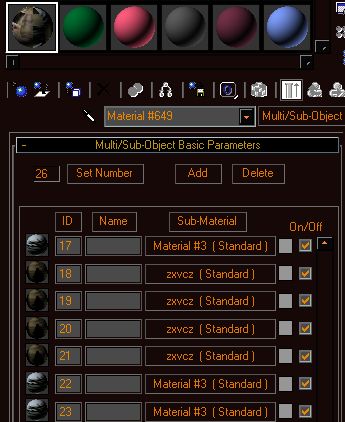 Material #649 Multi/Sub-Object
- Multi/Sub-Object Basic Parameters
26 Set Number Add Delete
ID Name Sub-Material On/Off
17 Material #3 ( Standard )
18 zxvcz ( Standard )
19 zxvcz ( Standard )
20 zxvcz ( Standard )
21 zxvcz ( Standard )
22 Material #3 ( Standard )
23 Material #3 ( Standard )